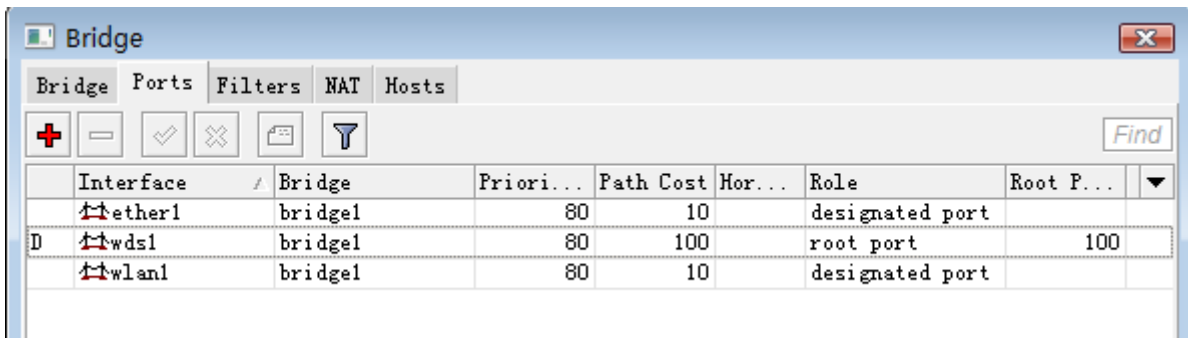 Bridge
Bridge Ports Filters NAT Hosts
Find
Interface Bridge Priori... Path Cost Hor... Role Root P...
ether1 bridge1 80 10 designated port
D wds1 bridge1 80 100 root port 100
wlan1 bridge1 80 10 designated port